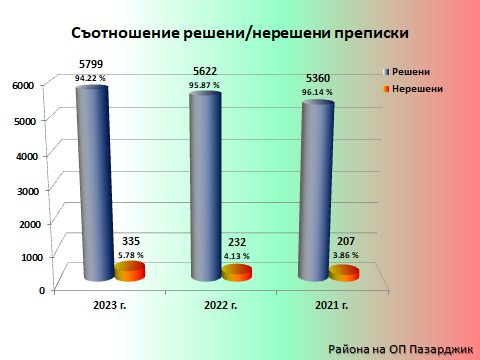 Съотношение решени/нерешени преписки
5799
94.22 %
5622
95.87 %
5360
96.14 %
Решени
Нерешени
6000
5000
4000
3000
2000
1000
0
335
5.78 %
232
4.13 %
207
3.86 %
2023 г.
2022 г.
2021 г.
Района на ОП Пазарджик